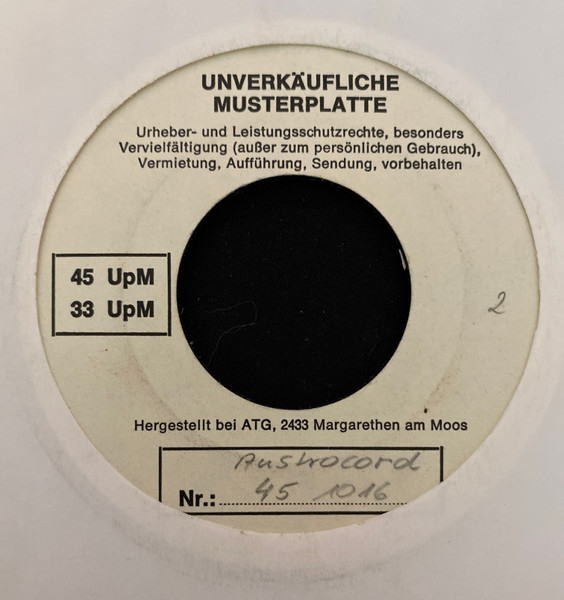 UNVERKÄUFLICHE
MUSTERPLATTE
Urheber- und Leistungsschutzrechte, besonders
Vervielfältigung (außer zum persönlichen Gebrauch),
Vermietung, Aufführung, Sendung, vorbehalten
45 UpM
33 UpM
2
Hergestellt bei ATG, 2433 Margarethen am Moos
Austrocord
Nr.: 45 1016